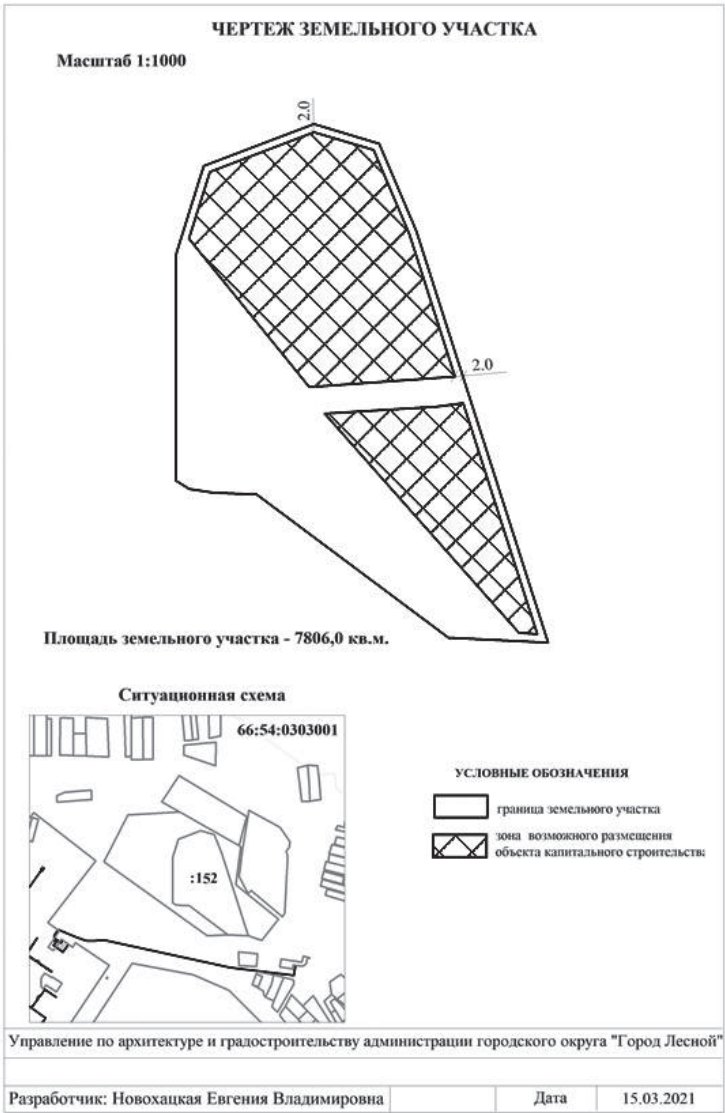 ЧЕРТЕЖ ЗЕМЕЛЬНОГО УЧАСТКА
Масштаб 1:1000
2.0
2.0
Площадь земельного участка - 7806,0 кв.м.
Ситуационная схема
66:54:0303001
:152
УСЛОВНЫЕ ОБОЗНАЧЕНИЯ
граница земельного участка
зона возможного размещения
объекта капитального строительства
Управление по архитектуре и градостроительству администрации городского округа "Город Лесной"
Разработчик: Новохацкая Евгения Владимировна Дата 15.03.2021